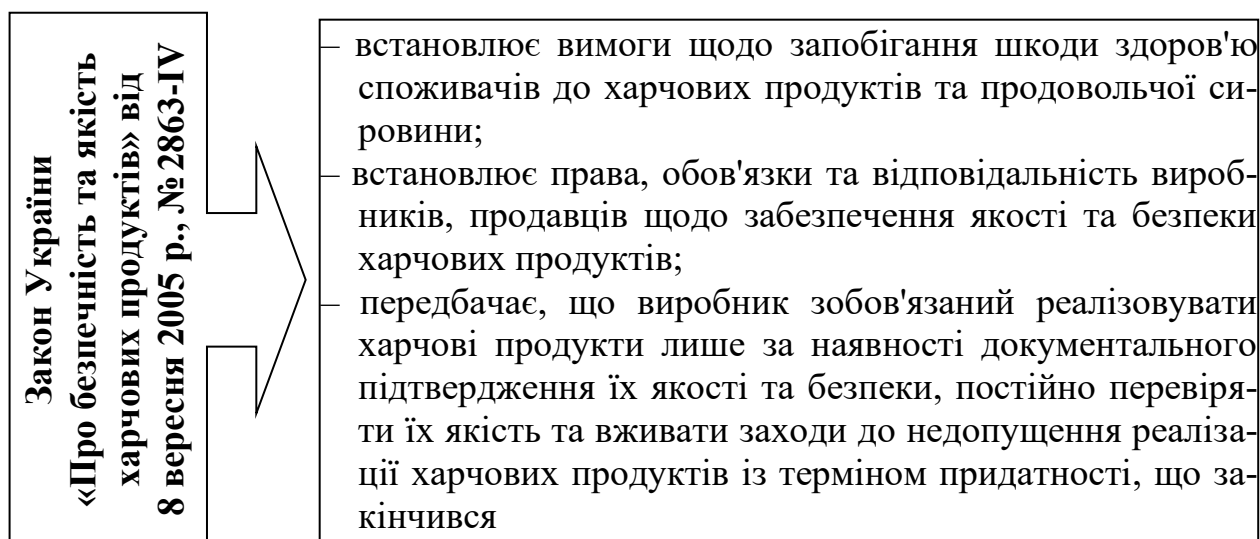 Закон України
«Про безпечність та якість
харчових продуктів» від
8 вересня 2005 р., № 2863-IV
– встановлює вимоги щодо запобігання шкоди здоров'ю
споживачів до харчових продуктів та продовольчої си-
ровини;
– встановлює права, обов'язки та відповідальність вироб-
ників, продавців щодо забезпечення якості та безпеки
харчових продуктів;
– передбачає, що виробник зобов'язаний реалізовувати
харчові продукти лише за наявності документального
підтвердження їх якості та безпеки, постійно перевіря-
ти їх якість та вживати заходи до недопущення реаліза-
ції харчових продуктів із терміном придатності, що за-
кінчився